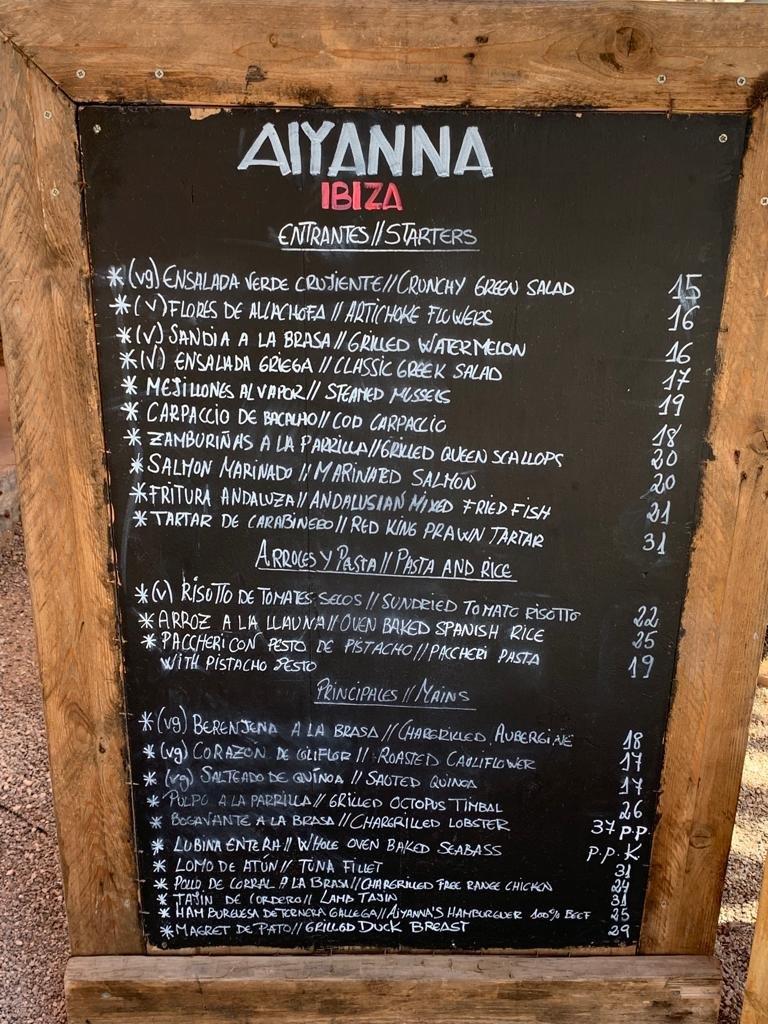 AIYANNA
IBIZA
ENTRANTES//STARTERS
*(vg) ENSALADA VERDE CRUJIENTE//CRUNCHY GREEN SALAD 15
*(v) FLORES DE ALCACHOFA // ARTICHOKE FLOWERS 16
*(v) SANDIA A LA BRASA//GRILLED WATERMELON 16
*(v) ENSALADA GRIEGA // CLASSIC GREEK SALAD 17
* MEJILLONES AL VAPOR// STEAMED MUSSELS 19
* CARPACCIO DE BACALHO//COD CARPACCIO 18
* ZAMBURIÑAS A LA PARRILLA//GRILLED QUEEN SCALLOPS 20
* SALMON MARINADO // MARINATED SALMON 20
* FRITURA ANDALUZA//ANDALUSIAN MIXED FRIED FISH 21
* TARTAR DE CARABINERO//RED KING PRAWN TARTAR 31
ARROCES Y PASTA//PASTA AND RICE
*(v) RISOTTO DE TOMATES SECOS // SUNDRIED TOMATO RISOTTO 22
* ARROZ A LA LLAUNA//OVEN BAKED SPANISH RICE 25
* PACCHERI CON PESTO DE PISTACHO//PACCHERI PASTA
WITH PISTACHO PESTO 19
PRINCIPALES//MAINS
*(vg) BERENJENA A LA BRASA//CHARGRILLED AUBERGINE 18
*(vg) CORAZON DE COLIFLOR // ROASTED CAULIFLOWER 17
*(vg) SALTEADO DE QUINOA // SAOTED QUINOA 17
* PULPO A LA PARRILLA//GRILLED OCTOPUS TIMBAL 26
* BOGAVANTE A LA BRASA//CHARGRILLED LOBSTER 37 P.P.
* LUBINA ENTERA//WHOLE OVEN BAKED SEABASS P.P.K
* LOMO DE ATÚN// TUNA FILLET 31
* POLLO DE CORRAL A LA BRASA//CHARGRILLED FREE RANGE CHICKEN 24
* TAJIN DE CORDERO// LAMB TAJIN 31
* HAMBURGUESA DE TERNERA GALLEGA//AIYANNA'S HAMBURGUER 100% BEEF 25
* MAGRET DE PATO//GRILLED DUCK BREAST 29